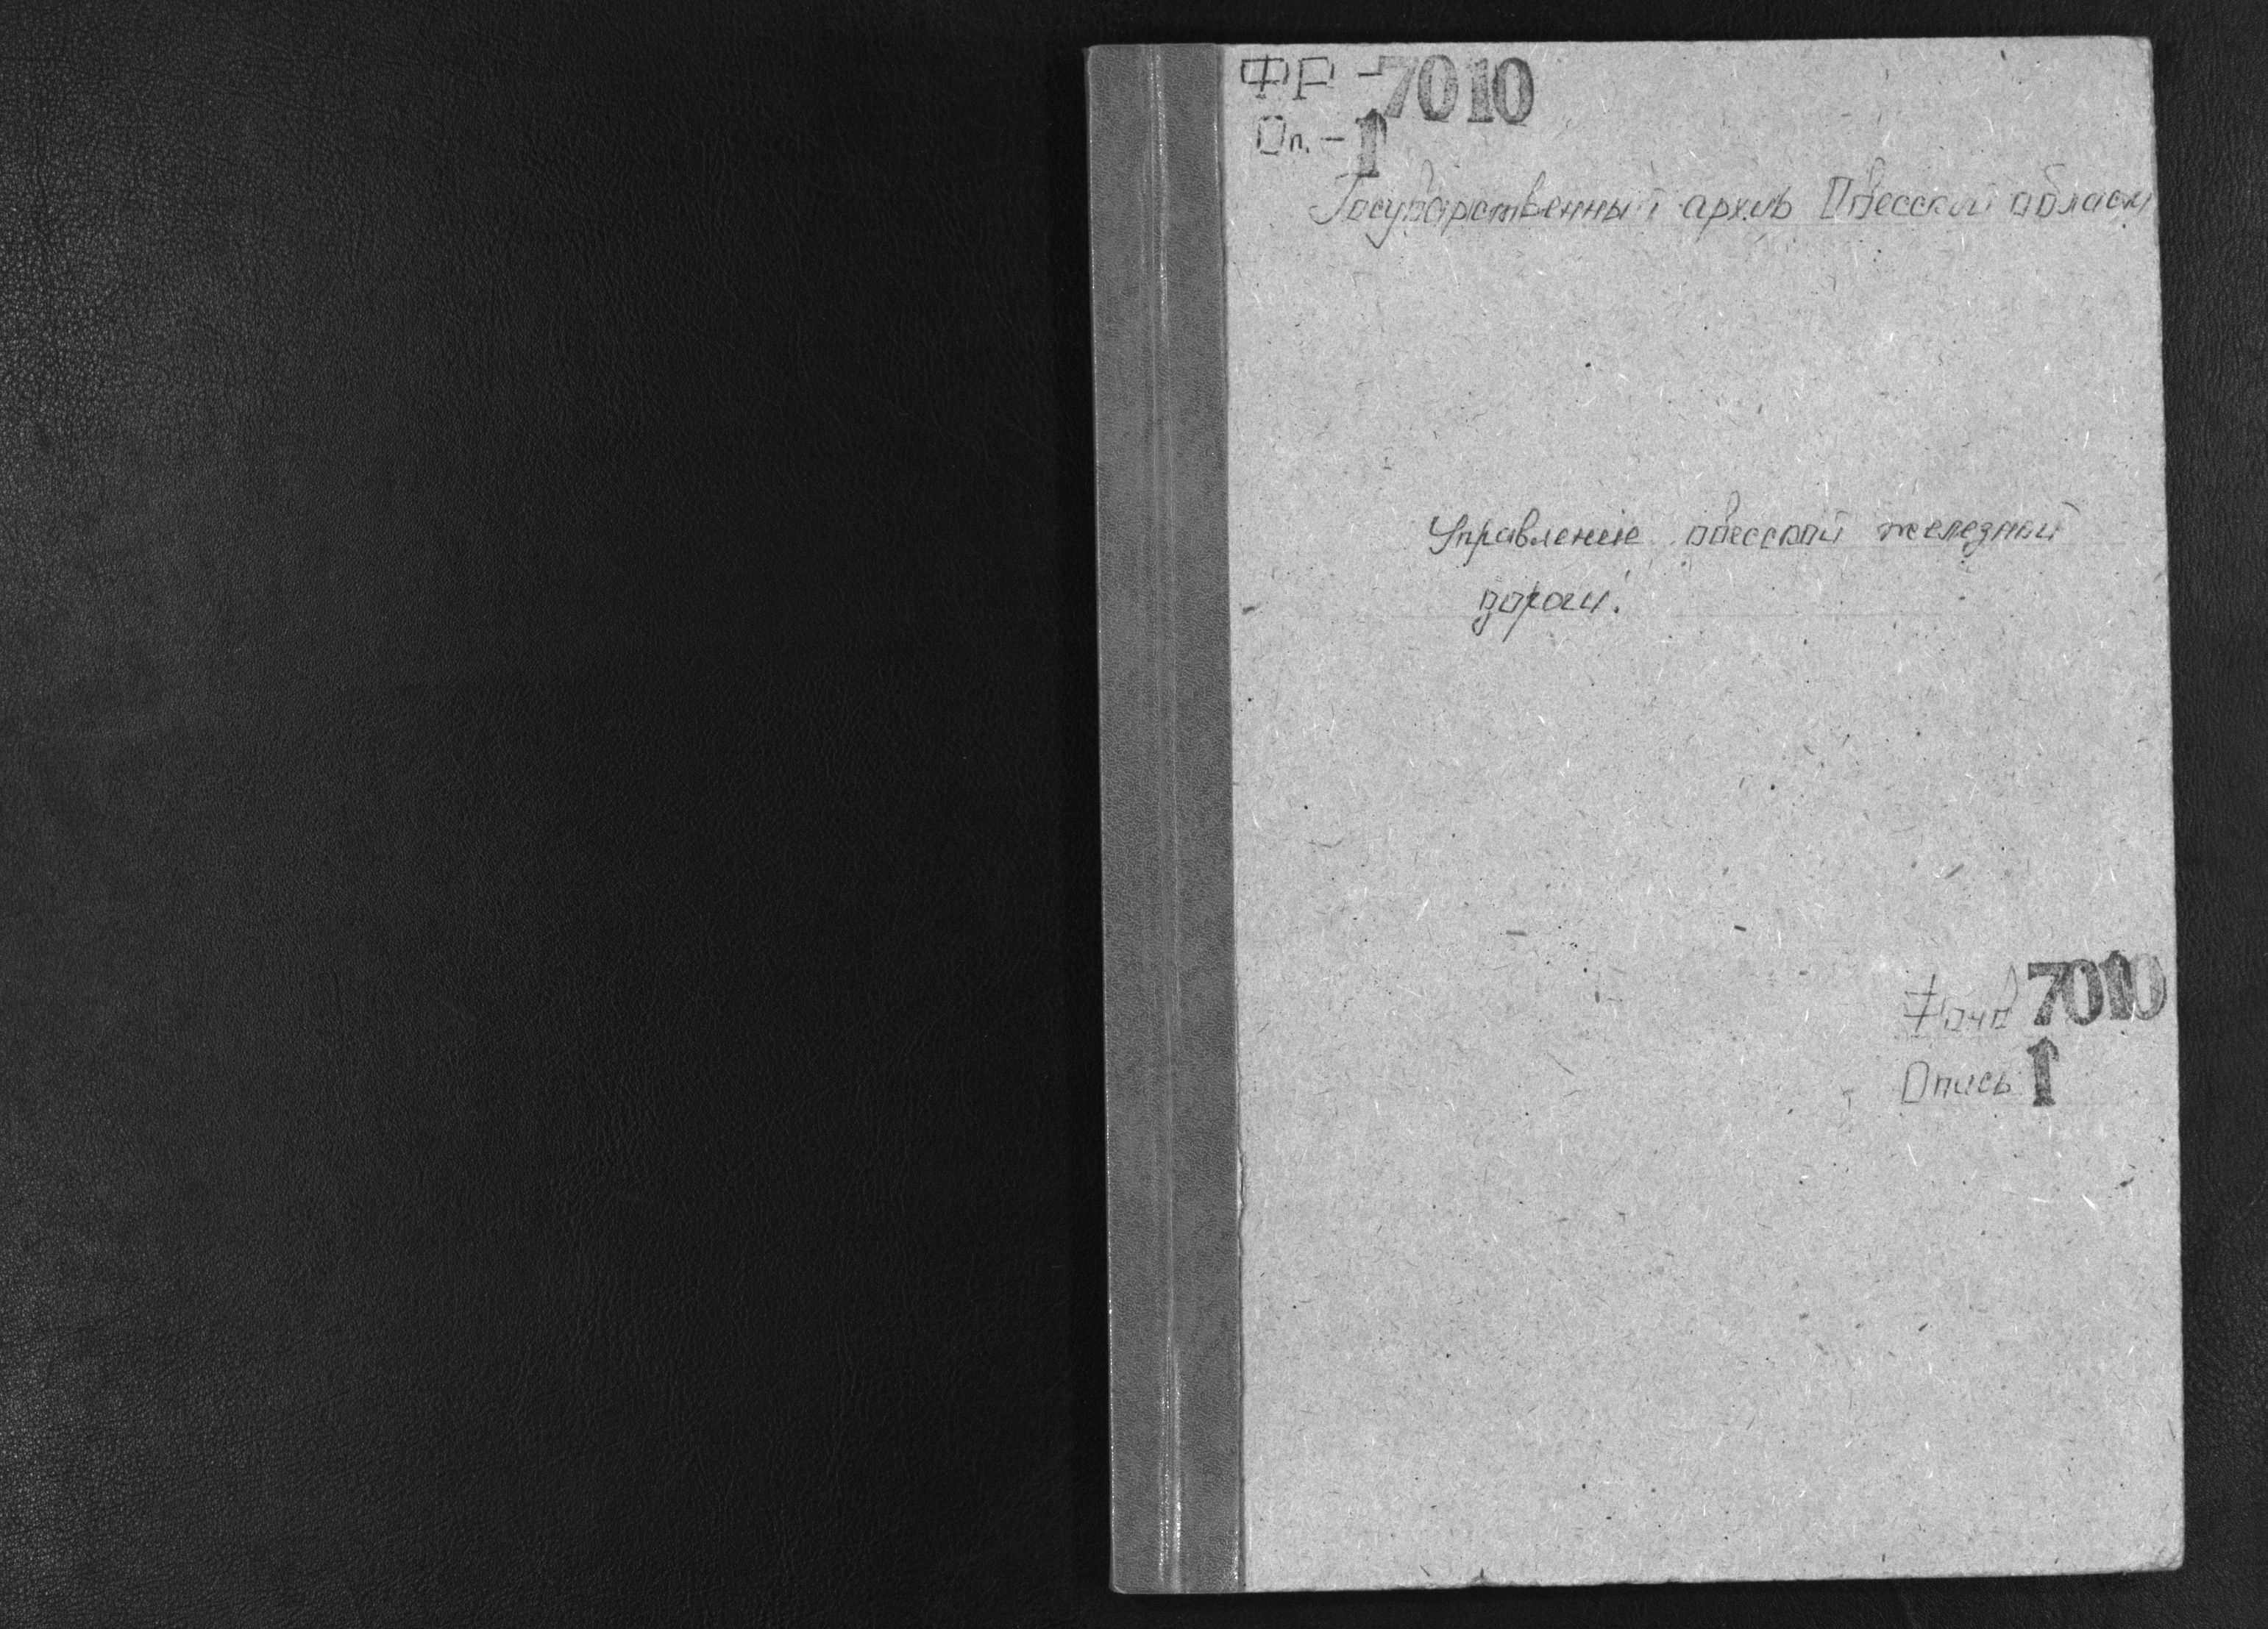 ФР - 7010
Оп. - 1
Государственный архив Одесской области
Управление одесской железной
дороги.
Фонд 7010
Опись 1